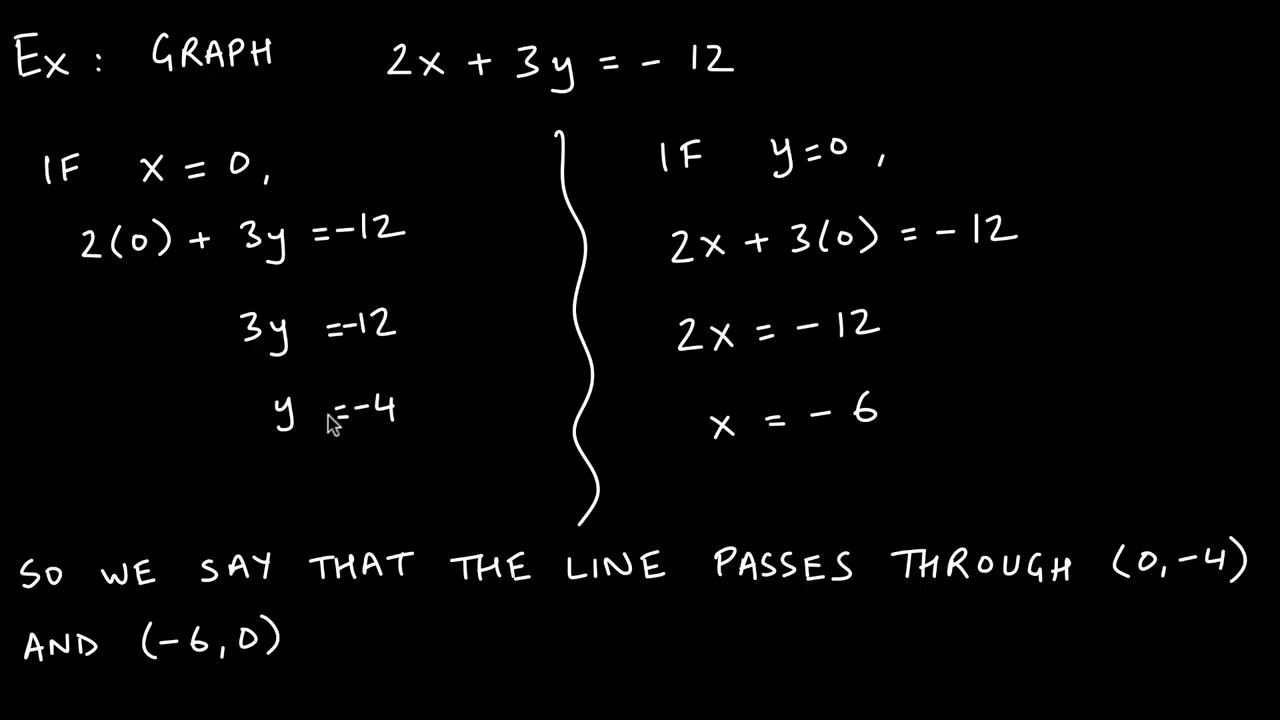 Ex : GRAPH 2x + 3y = - 12
IF x = 0,
2(0) + 3y = -12
3y = -12
y = -4
IF y = 0 ,
2x + 3(0) = - 12
2x = - 12
x = - 6
SO WE SAY THAT THE LINE PASSES THROUGH (0, -4)
AND (-6, 0)